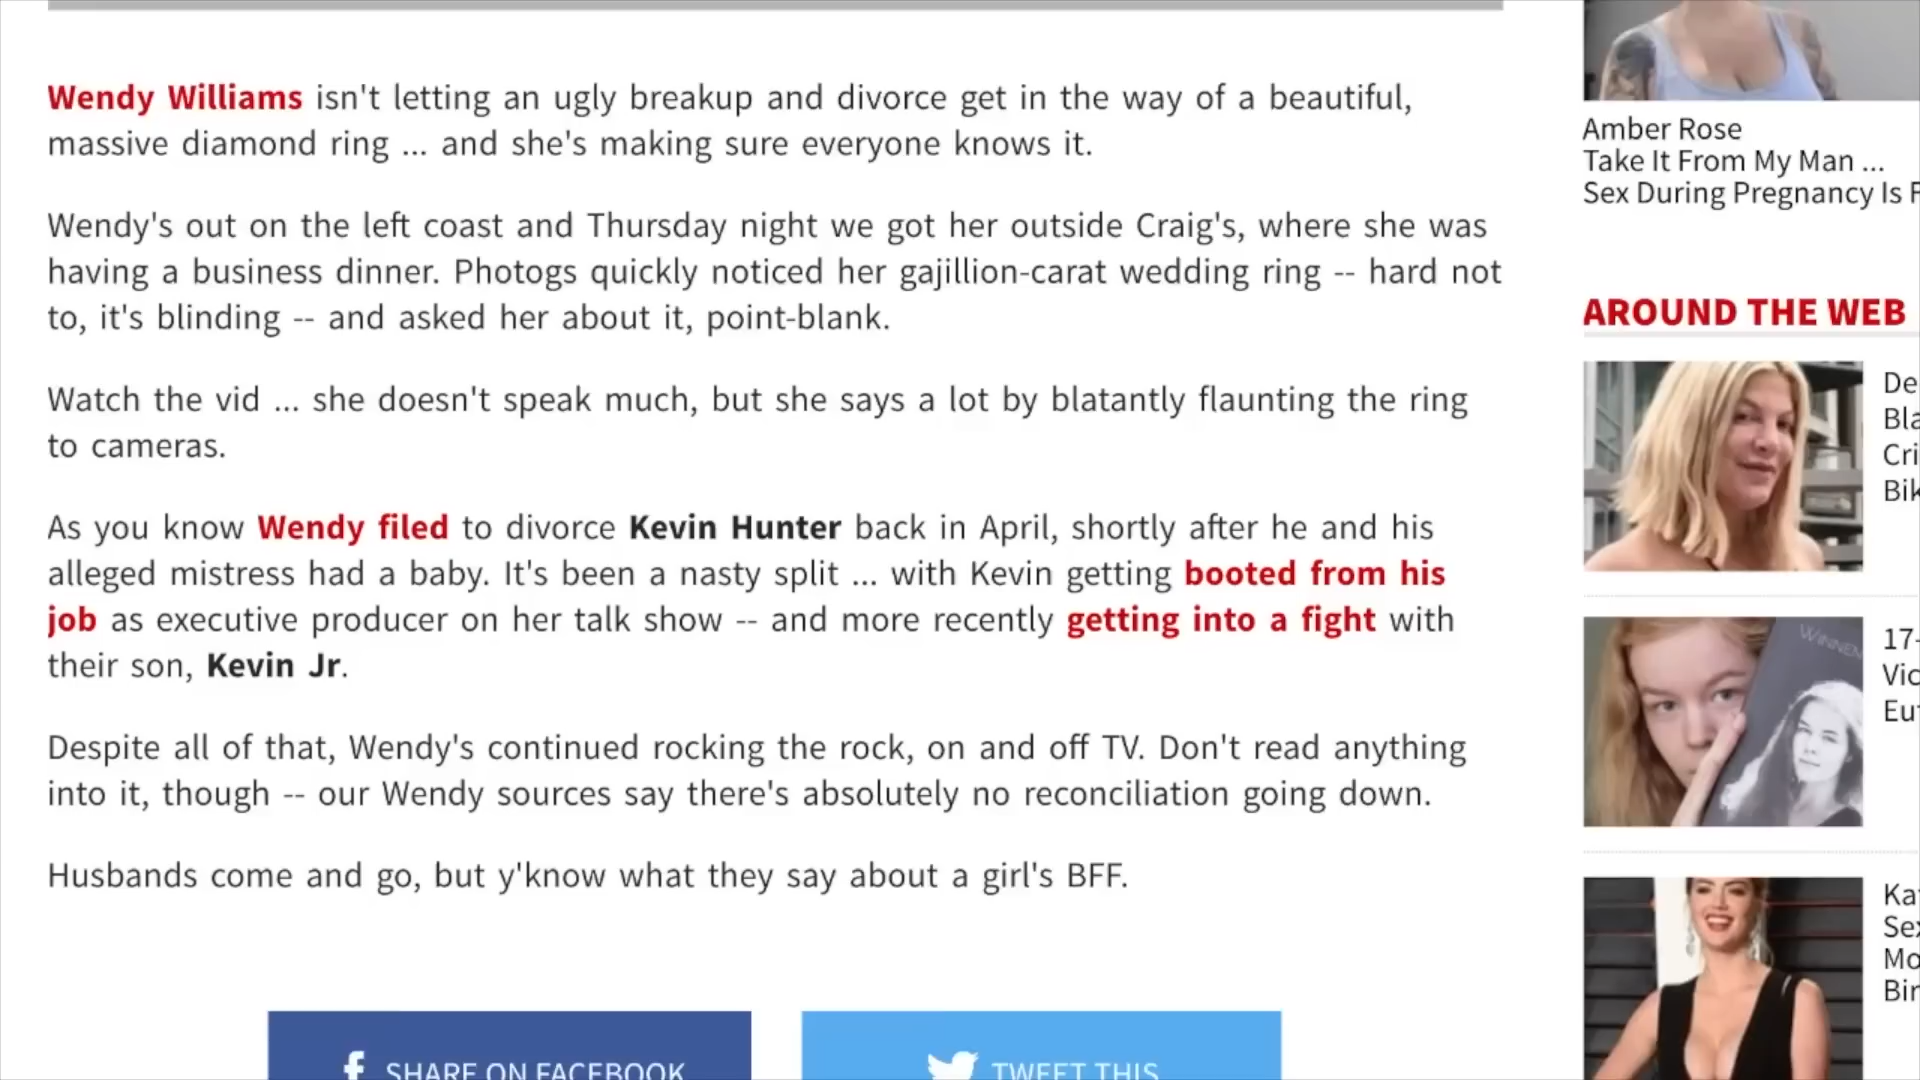 Wendy Williams isn't letting an ugly breakup and divorce get in the way of a beautiful,
massive diamond ring ... and she's making sure everyone knows it.
Wendy's out on the left coast and Thursday night we got her outside Craig's, where she was
having a business dinner. Photogs quickly noticed her gajillion-carat wedding ring -- hard not
to, it's blinding -- and asked her about it, point-blank.
Watch the vid ... she doesn't speak much, but she says a lot by blatantly flaunting the ring
to cameras.
As you know Wendy filed to divorce Kevin Hunter back in April, shortly after he and his
alleged mistress had a baby. It's been a nasty split ... with Kevin getting booted from his
job as executive producer on her talk show -- and more recently getting into a fight with
their son, Kevin Jr.
Despite all of that, Wendy's continued rocking the rock, on and off TV. Don't read anything
into it, though -- our Wendy sources say there's absolutely no reconciliation going down.
Husbands come and go, but y'know what they say about a girl's BFF.
SHARE ON FACEBOOK
TWEET THIS
Amber Rose
Take It From My Man ...
Sex During Pregnancy Is
AROUND THE WEB
WINNEN
17-